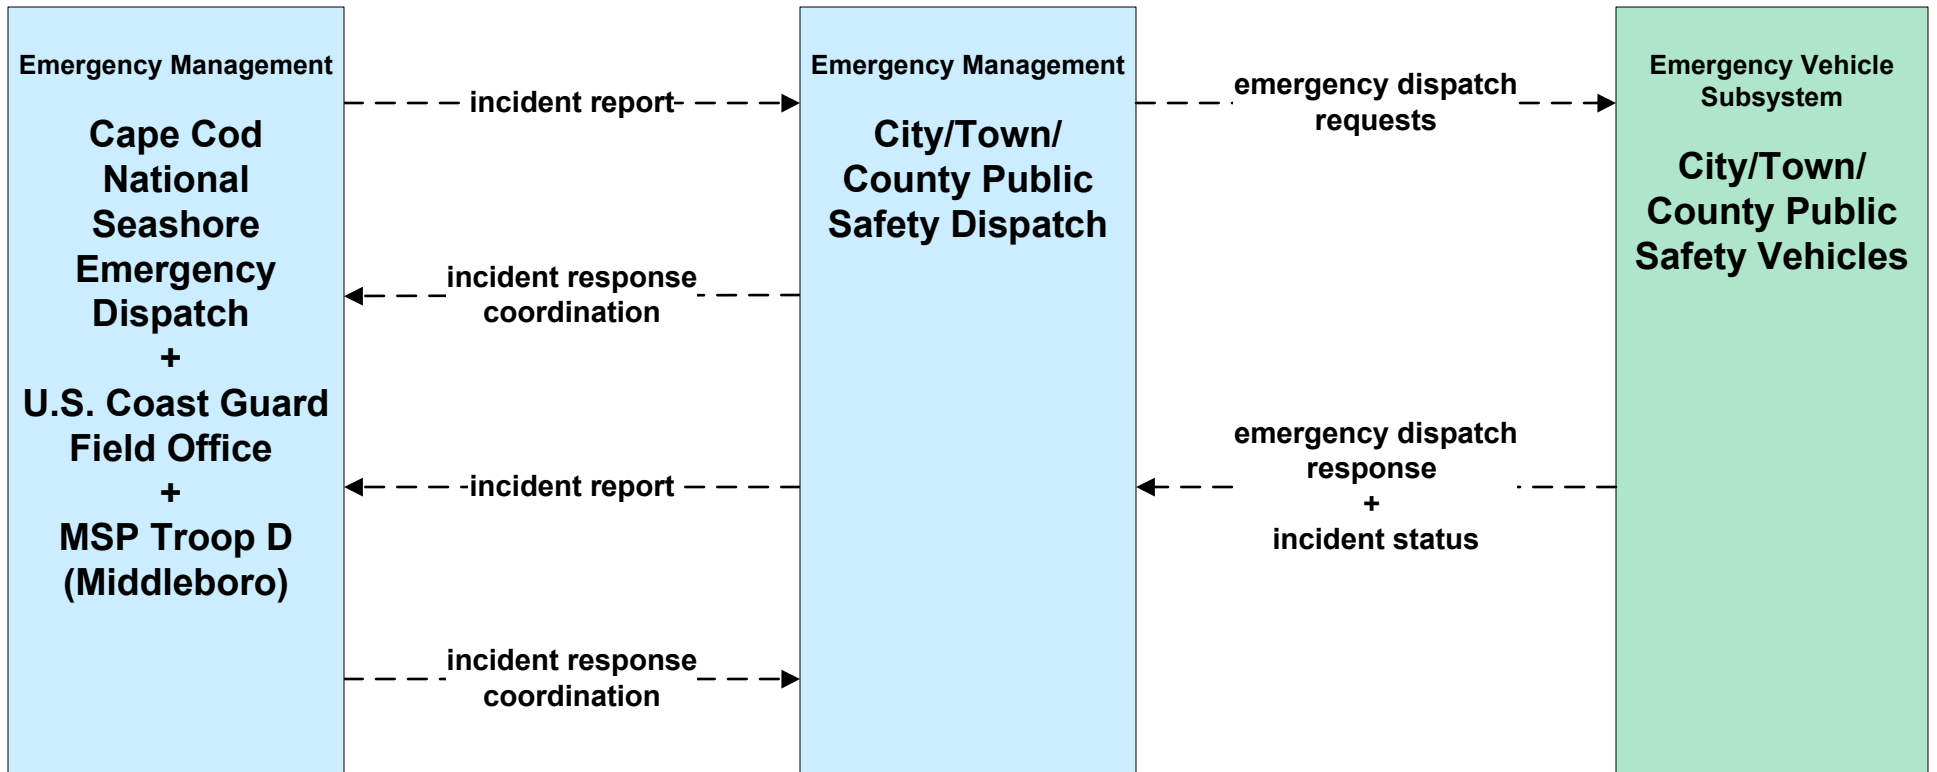 Emergency Management
Cape Cod
National
Seashore
Emergency
Dispatch
+
U.S. Coast Guard
Field Office
+
MSP Troop D
(Middleboro)
incident report
incident response
coordination
incident report
incident response
coordination
Emergency Management
City/Town/
County Public
Safety Dispatch
emergency dispatch
requests
emergency dispatch
response
+
incident status
Emergency Vehicle
Subsystem
City/Town/
County Public
Safety Vehicles